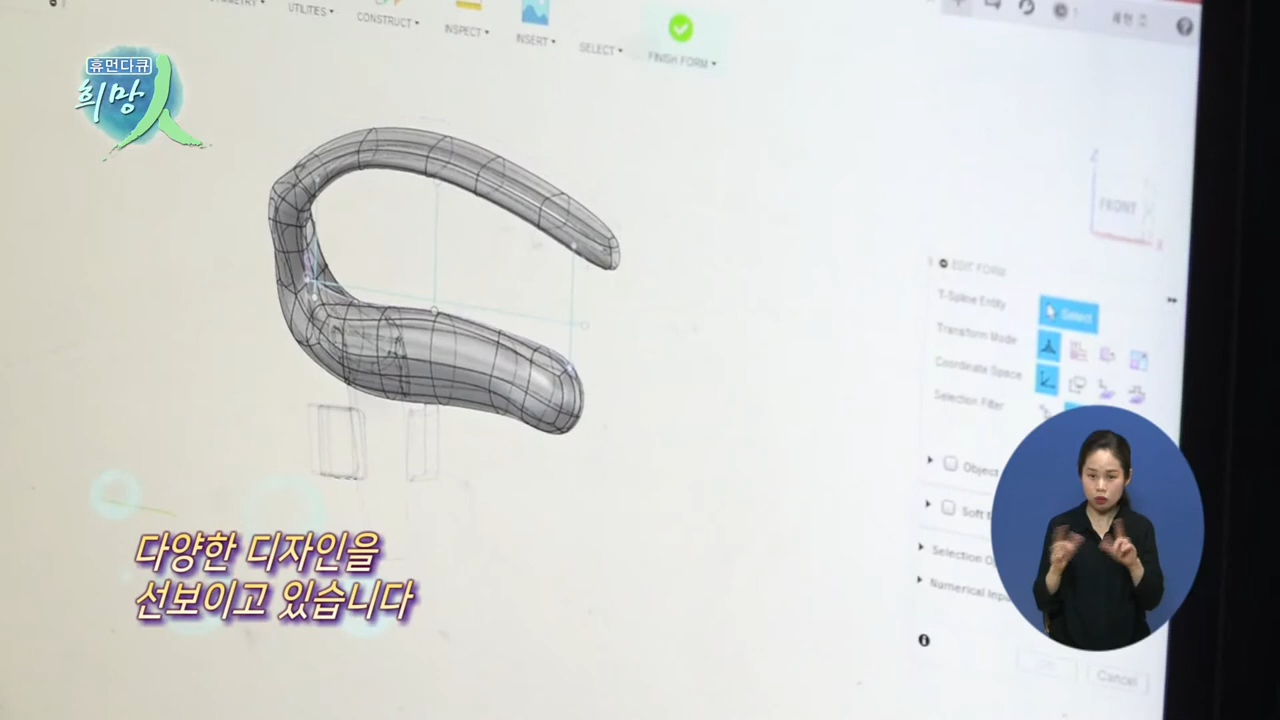 UTILITIES
CONSTRUCT
INSPECT
INSERT
SELECT
FINISH FORM
휴먼다큐
희망人
FRONT
EDIT FORM
T-Spline Entity
Select
Transform Mode
Coordinate Space
Selection Filter
Object
Soft
Selection
Numerical
Cancel
다양한 디자인을
선보이고 있습니다